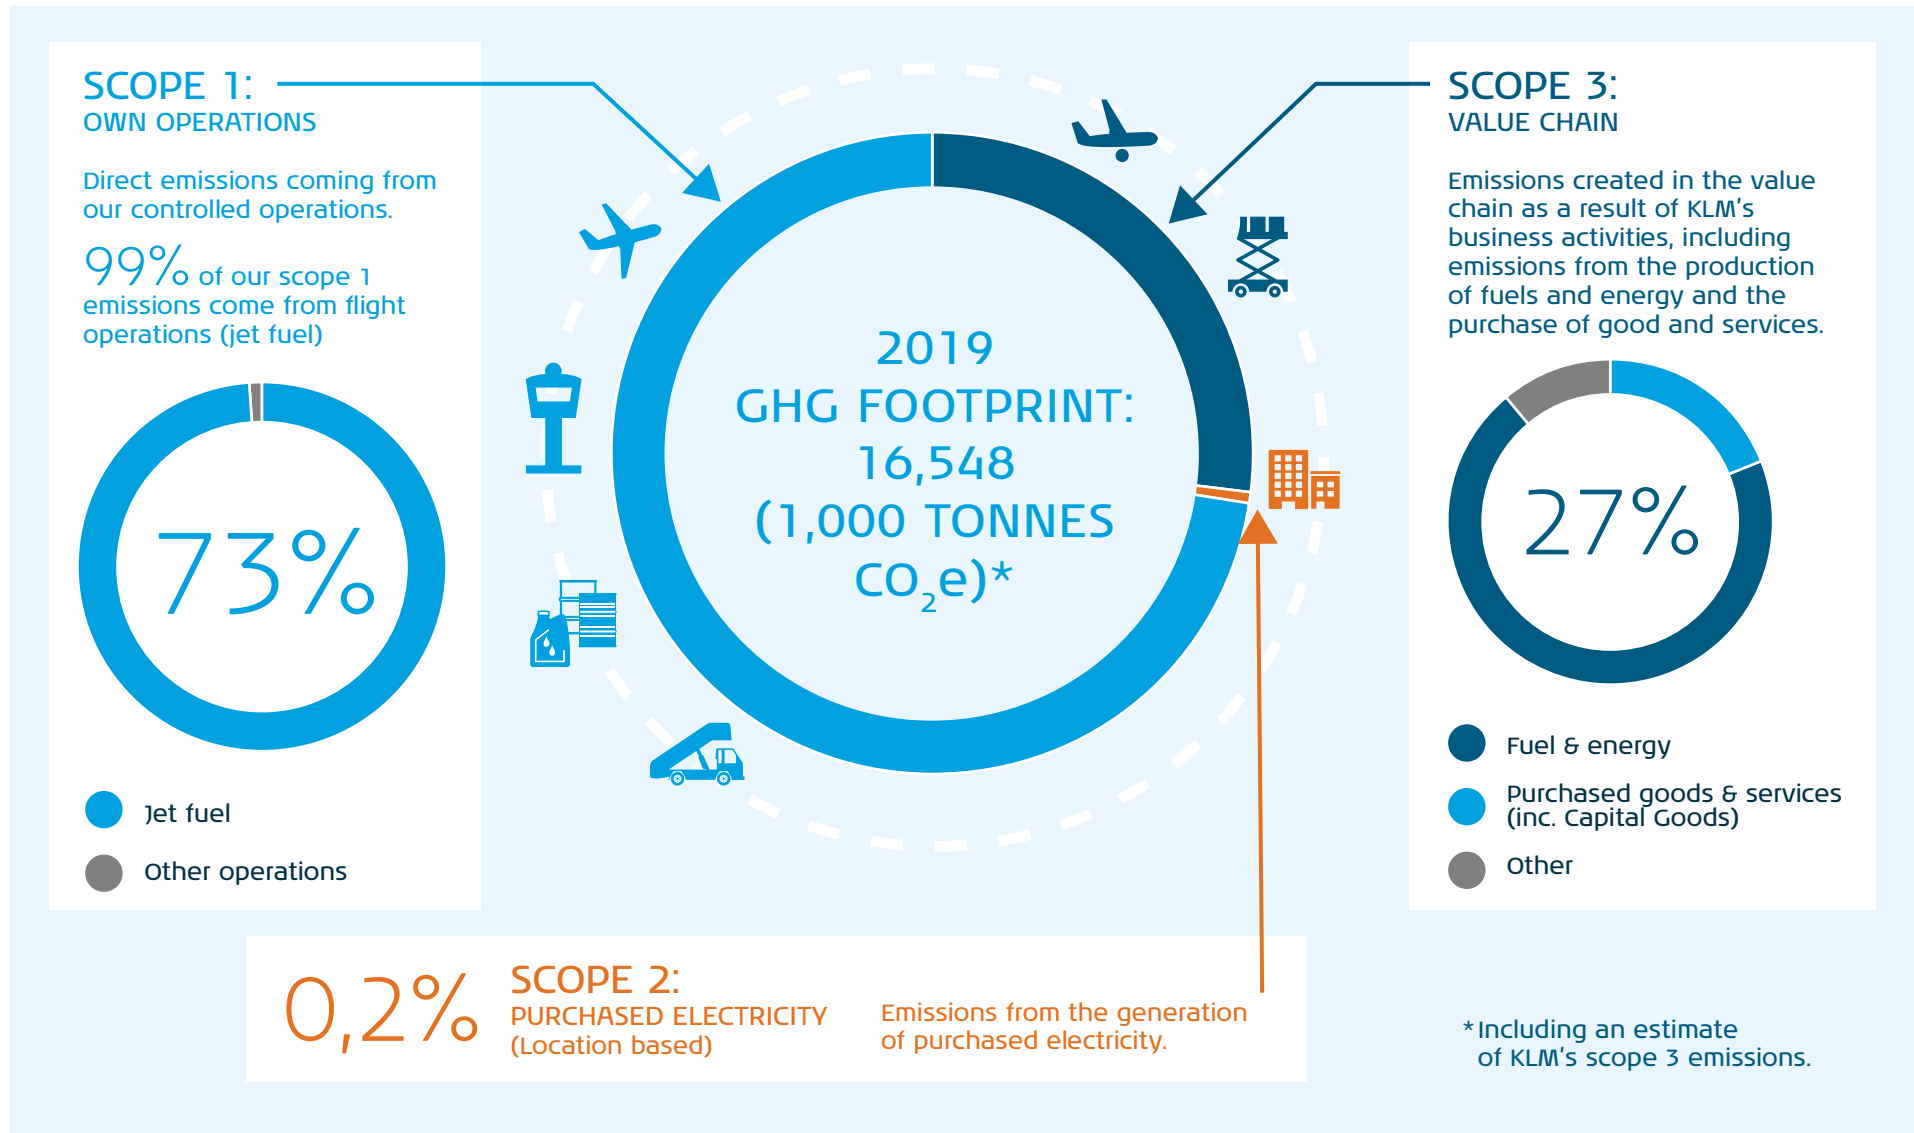 SCOPE 1:
OWN OPERATIONS
Direct emissions coming from
our controlled operations.
99% of our scope 1
emissions come from flight
operations (jet fuel)
73%
Jet fuel
Other operations
2019
GHG FOOTPRINT:
16,548
(1,000 TONNES
CO₂e)*
SCOPE 3:
VALUE CHAIN
Emissions created in the value
chain as a result of KLM's
business activities, including
emissions from the production
of fuels and energy and the
purchase of good and services.
27%
Fuel & energy
Purchased goods & services
(inc. Capital Goods)
Other
0,2%
SCOPE 2:
PURCHASED ELECTRICITY
(Location based)
Emissions from the generation
of purchased electricity.
*Including an estimate
of KLM's scope 3 emissions.